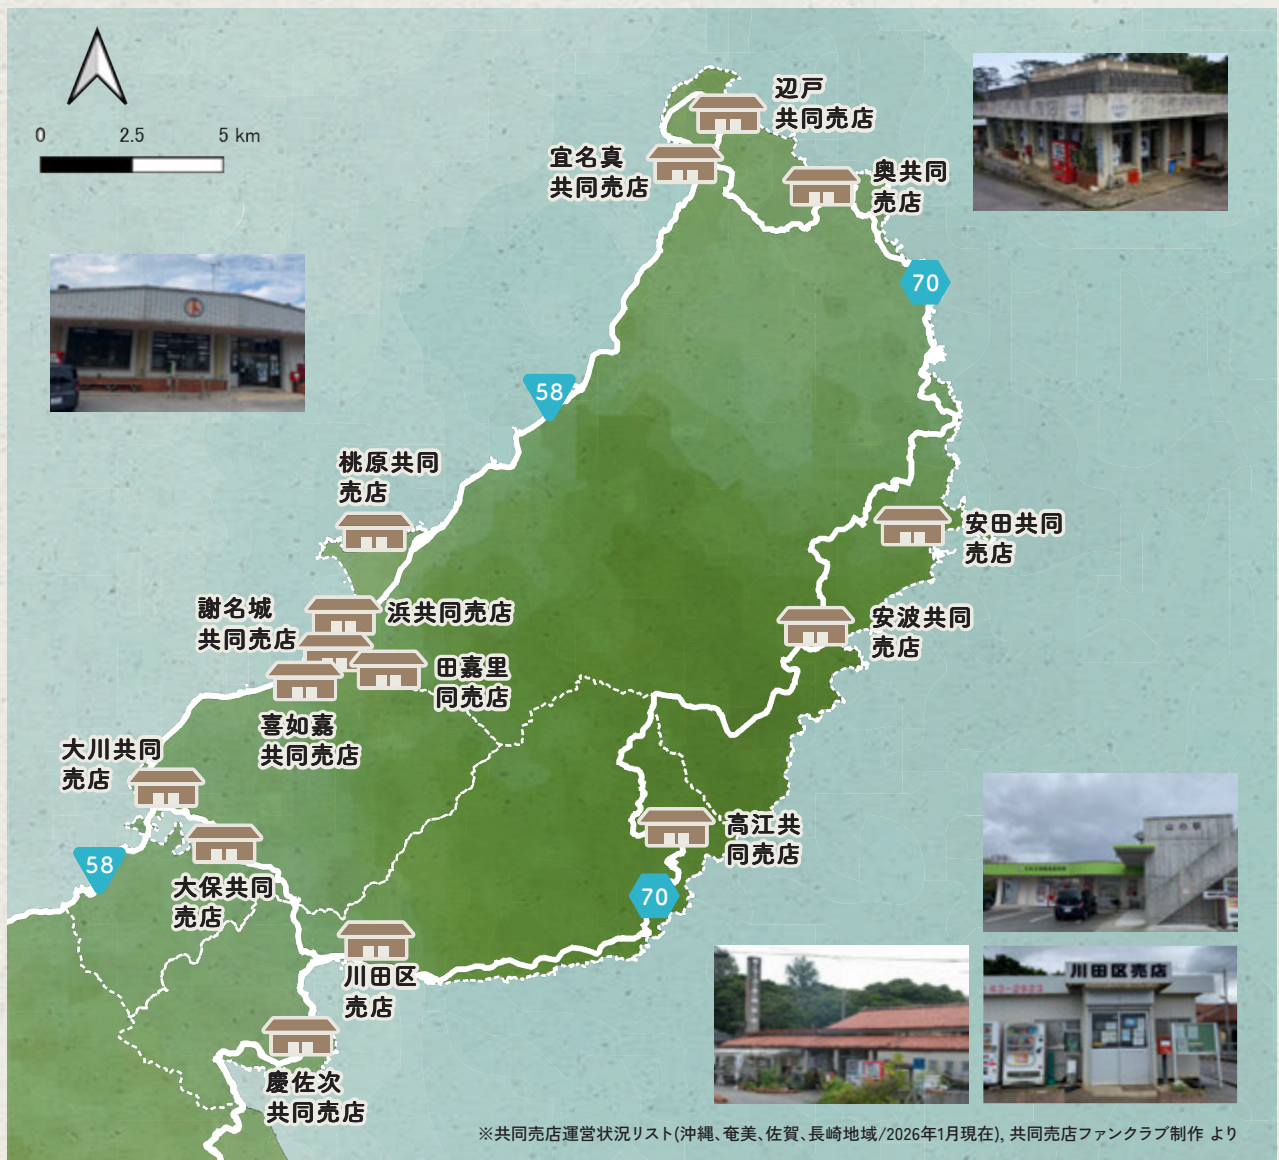 0 2.5 5 km
辺戸
共同売店
宜名真
共同売店
奥共同
売店
70
58
桃原共同
売店
安田共同
売店
謝名城
共同売店
浜共同売店
安波共同
売店
田嘉里
同売店
喜如嘉
共同売店
大川共同
売店
高江共
同売店
58
大保共同
売店
70
川田区
売店
川田区売店
43-2923
慶佐次
共同売店
※共同売店運営状況リスト(沖縄、奄美、佐賀、長崎地域/2026年1月現在), 共同売店ファンクラブ制作 より